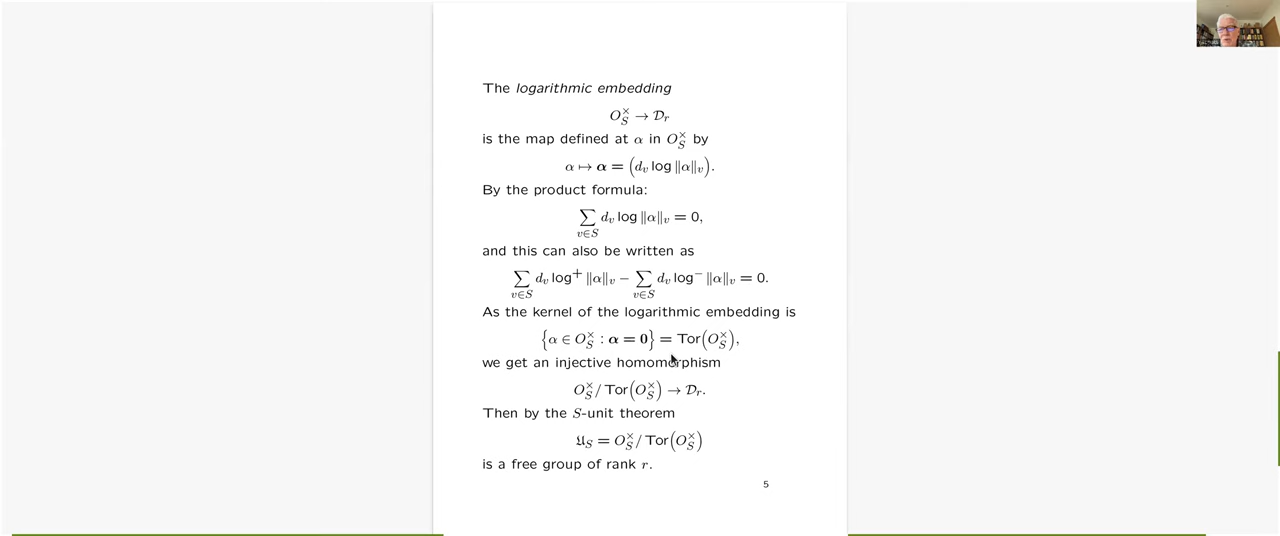 The logarithmic embedding
O_S^× → 𝒟_r
is the map defined at α in O_S^× by
α ↦ 𝜶 = (d_v log ‖α‖_v).
By the product formula:
∑_{v∈S} d_v log ‖α‖_v = 0,
and this can also be written as
∑_{v∈S} d_v log^+ ‖α‖_v − ∑_{v∈S} d_v log^− ‖α‖_v = 0.
As the kernel of the logarithmic embedding is
{α ∈ O_S^× : 𝜶 = 𝟎} = Tor(O_S^×),
we get an injective homomorphism
O_S^×/ Tor(O_S^×) → 𝒟_r.
Then by the S-unit theorem
𝔘_S = O_S^×/ Tor(O_S^×)
is a free group of rank r.
5